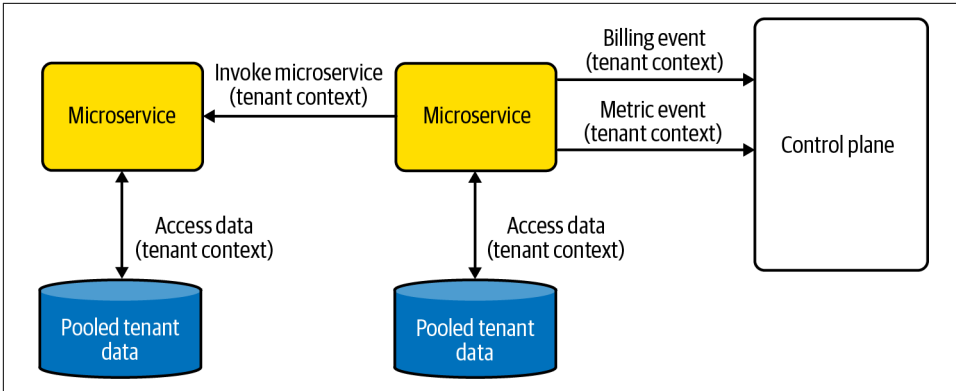 Billing event
(tenant context)
Invoke microservice
(tenant context)
Microservice
Microservice
Metric event
(tenant context)
Control plane
Access data
(tenant context)
Access data
(tenant context)
Pooled tenant
data
Pooled tenant
data